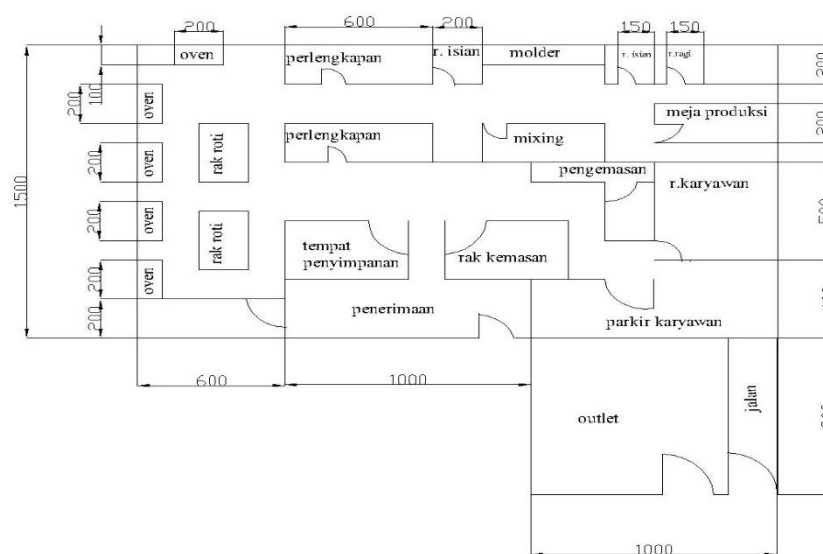 200
600
200
150
150
oven
perlengkapan
r. isian
molder
r. isian
r.ragi
200
100
200
oven
meja produksi
200
perlengkapan
mixing
rak roti
oven
200
pengemasan
r.karyawan
1500
500
oven
200
rak roti
tempat
penyimpanan
rak kemasan
oven
200
200
penerimaan
parkir karyawan
600
1000
outlet
jalan
1000